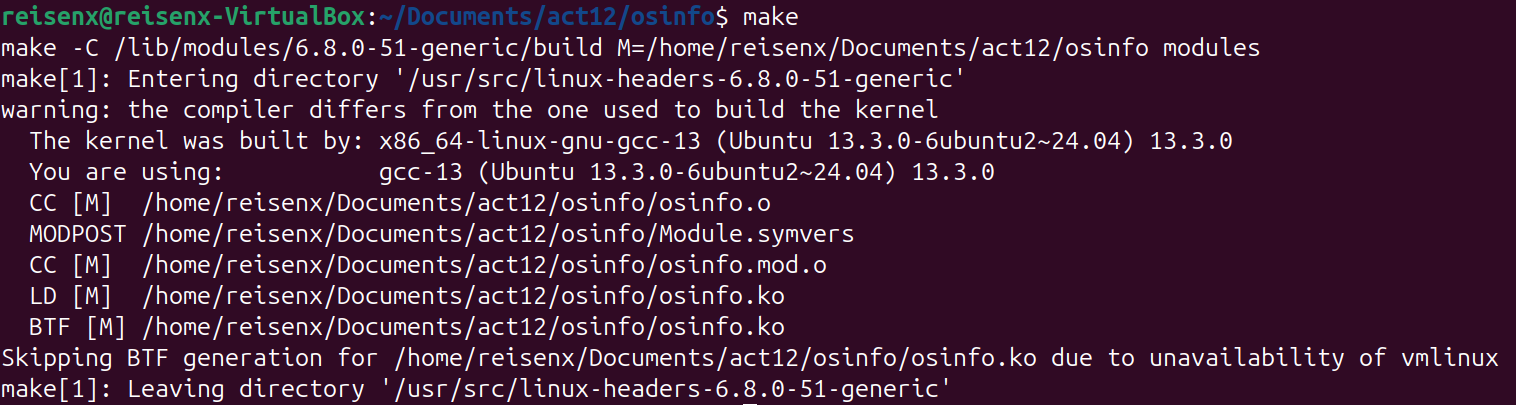 reisenx@reisenx-VirtualBox:~/Documents/act12/osinfo$ make
make -C /lib/modules/6.8.0-51-generic/build M=/home/reisenx/Documents/act12/osinfo modules
make[1]: Entering directory '/usr/src/linux-headers-6.8.0-51-generic'
warning: the compiler differs from the one used to build the kernel
  The kernel was built by: x86_64-linux-gnu-gcc-13 (Ubuntu 13.3.0-6ubuntu2~24.04) 13.3.0
  You are using:           gcc-13 (Ubuntu 13.3.0-6ubuntu2~24.04) 13.3.0
  CC [M]  /home/reisenx/Documents/act12/osinfo/osinfo.o
  MODPOST /home/reisenx/Documents/act12/osinfo/Module.symvers
  CC [M]  /home/reisenx/Documents/act12/osinfo/osinfo.mod.o
  LD [M]  /home/reisenx/Documents/act12/osinfo/osinfo.ko
  BTF [M] /home/reisenx/Documents/act12/osinfo/osinfo.ko
Skipping BTF generation for /home/reisenx/Documents/act12/osinfo/osinfo.ko due to unavailability of vmlinux
make[1]: Leaving directory '/usr/src/linux-headers-6.8.0-51-generic'